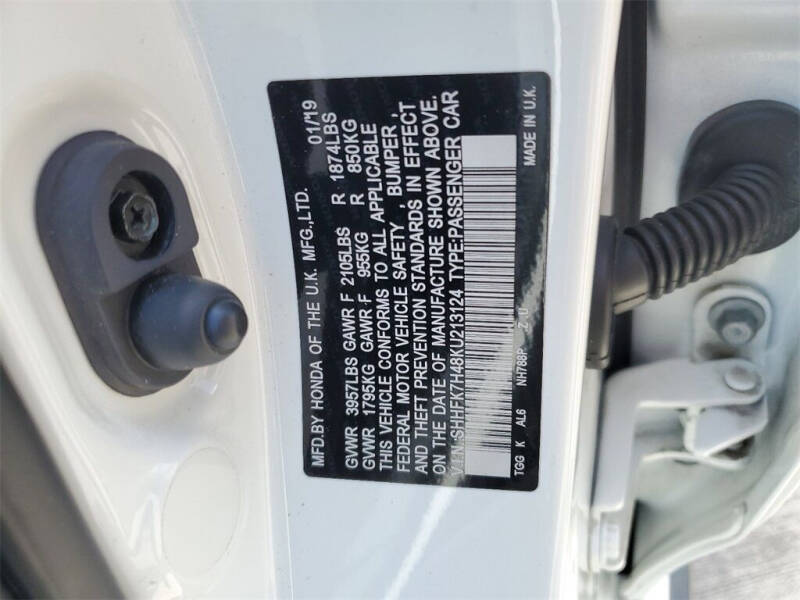 MFD.BY HONDA OF THE U.K. MFG.,LTD. 01/19
GVWR 3957LBS GAWR F 2105LBS R 1874LBS
GVWR 1795KG GAWR·F 955KG R 850KG
THIS VEHICLE CONFORMS TO ALL APPLICABLE
FEDERAL MOTOR VEHICLE SAFETY , BUMPER ,
AND THEFT PREVENTION STANDARDS IN EFFECT
ON THE DATE OF MANUFACTURE SHOWN ABOVE.
V.I.N:SHHFK7H48KU213124 TYPE:PASSENGER CAR
TGG K AL6 NH788P Z U MADE IN U.K.